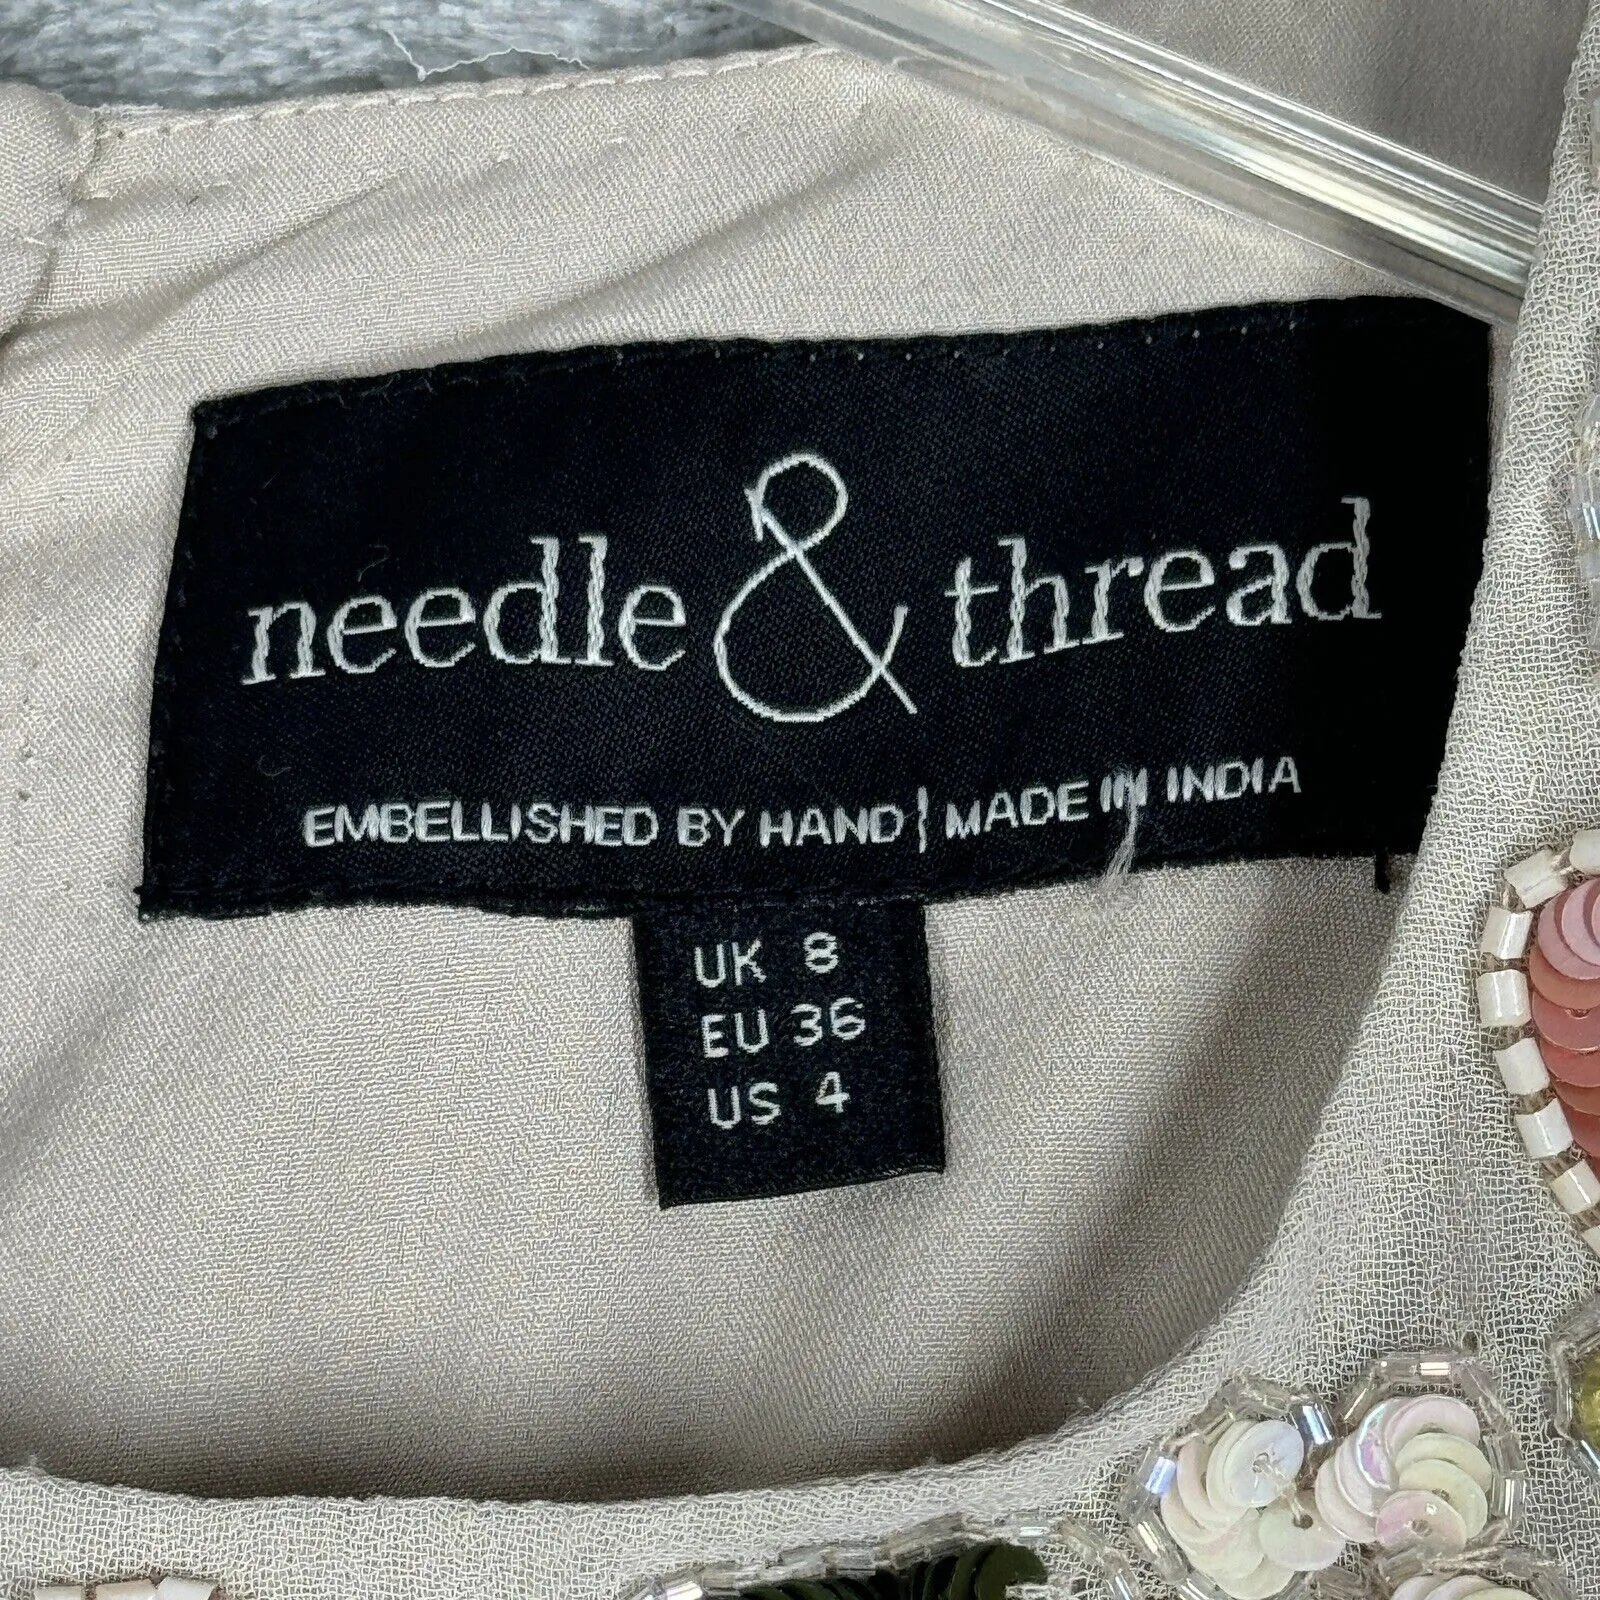 needle & thread
EMBELLISHED BY HAND | MADE IN INDIA
UK 8
EU 36
US 4